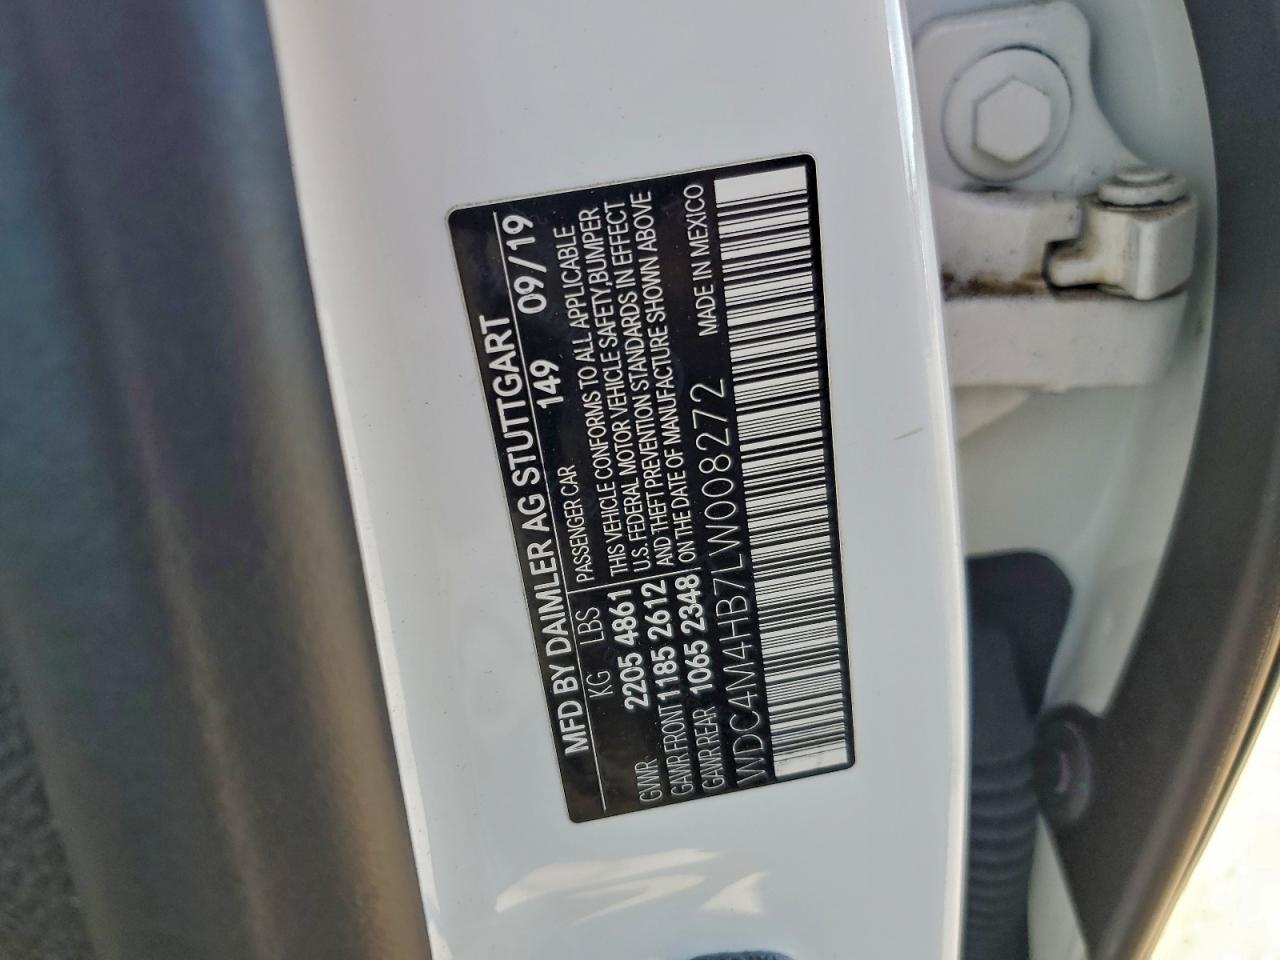 MFD BY DAIMLER AG STUTTGART
149 09/19
KG LBS
PASSENGER CAR
GVWR 2205 4861
GAWR FRONT 1185 2612
GAWR REAR 1065 2348
THIS VEHICLE CONFORMS TO ALL APPLICABLE
U.S. FEDERAL MOTOR VEHICLE SAFETY,BUMPER
AND THEFT PREVENTION STANDARDS IN EFFECT
ON THE DATE OF MANUFACTURE SHOWN ABOVE
WDC4M4HB7LW008272
MADE IN MEXICO